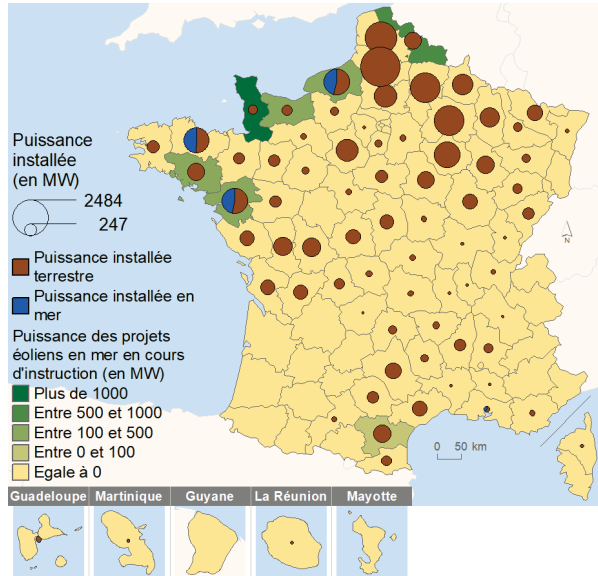 Puissance
installée
(en MW)
2484
247
Puissance installée
terrestre
Puissance installée en
mer
Puissance des projets
éoliens en mer en cours
d'instruction (en MW)
Plus de 1000
Entre 500 et 1000
Entre 100 et 500
Entre 0 et 100
Egale à 0
N
0 50 km
Guadeloupe Martinique Guyane La Réunion Mayotte